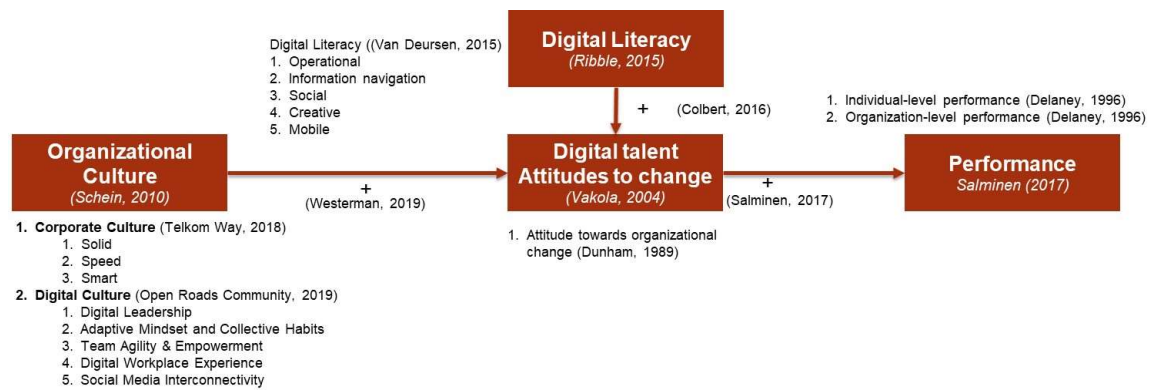 Digital Literacy ((Van Deursen, 2015)
1. Operational
2. Information navigation
3. Social
4. Creative
5. Mobile
Digital Literacy
(Ribble, 2015)
+
(Colbert, 2016)
1. Individual-level performance (Delaney, 1996)
2. Organization-level performance (Delaney, 1996)
Organizational
Culture
(Schein, 2010)
+
(Westerman, 2019)
Digital talent
Attitudes to change
(Vakola, 2004)
+
(Salminen, 2017)
Performance
Salminen (2017)
1. Corporate Culture (Telkom Way, 2018)
1. Solid
2. Speed
3. Smart
2. Digital Culture (Open Roads Community, 2019)
1. Digital Leadership
2. Adaptive Mindset and Collective Habits
3. Team Agility & Empowerment
4. Digital Workplace Experience
5. Social Media Interconnectivity
1. Attitude towards organizational
change (Dunham, 1989)